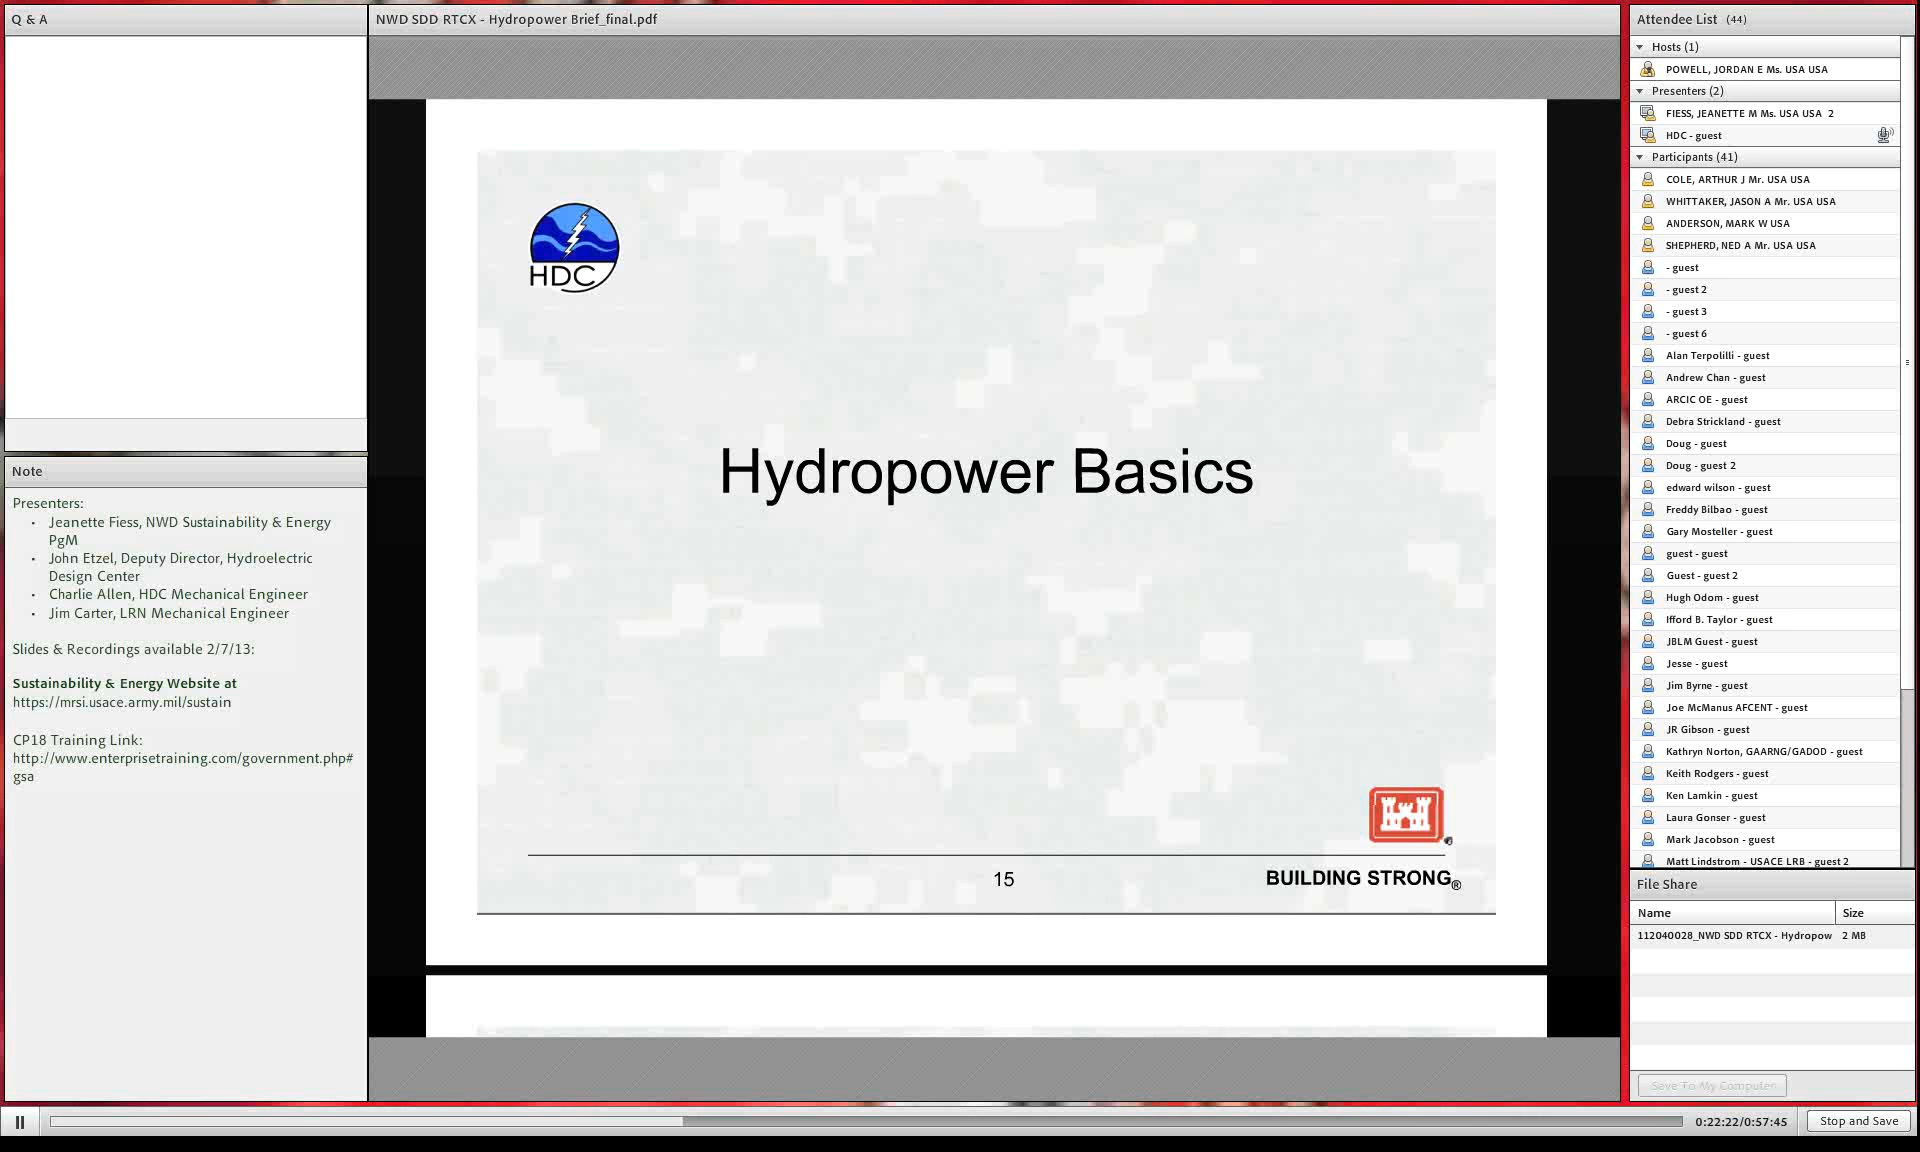 Q & A
NWD SDD RTCX - Hydropower Brief_final.pdf
HDC
Hydropower Basics
15
BUILDING STRONG®
Note
Presenters:
• Jeanette Fiess, NWD Sustainability & Energy
PgM
• John Etzel, Deputy Director, Hydroelectric
Design Center
• Charlie Allen, HDC Mechanical Engineer
• Jim Carter, LRN Mechanical Engineer
Slides & Recordings available 2/7/13:
Sustainability & Energy Website at
https://mrsi.usace.army.mil/sustain
CP18 Training Link:
http://www.enterprisetraining.com/government.php#
gsa
Attendee List (44)
Hosts (1)
POWELL, JORDAN E Ms. USA USA
Presenters (2)
FIESS, JEANETTE M Ms. USA USA 2
HDC - guest
Participants (41)
COLE, ARTHUR J Mr. USA USA
WHITTAKER, JASON A Mr. USA USA
ANDERSON, MARK W USA
SHEPHERD, NED A Mr. USA USA
- guest
- guest 2
- guest 3
- guest 6
Alan Terpolilli - guest
Andrew Chan - guest
ARCIC OE - guest
Debra Strickland - guest
Doug - guest
Doug - guest 2
edward wilson - guest
Freddy Bilbao - guest
Gary Mosteller - guest
guest - guest
Guest - guest 2
Hugh Odom - guest
Ifford B. Taylor - guest
JBLM Guest - guest
Jesse - guest
Jim Byrne - guest
Joe McManus AFCENT - guest
JR Gibson - guest
Kathryn Norton, GAARNG/GADOD - guest
Keith Rodgers - guest
Ken Lamkin - guest
Laura Gonser - guest
Mark Jacobson - guest
Matt Lindstrom - USACE LRB - guest 2
File Share
Name Size
112040028_NWD SDD RTCX - Hydropow 2 MB
Save To My Computer
0:22:22/0:57:45
Stop and Save